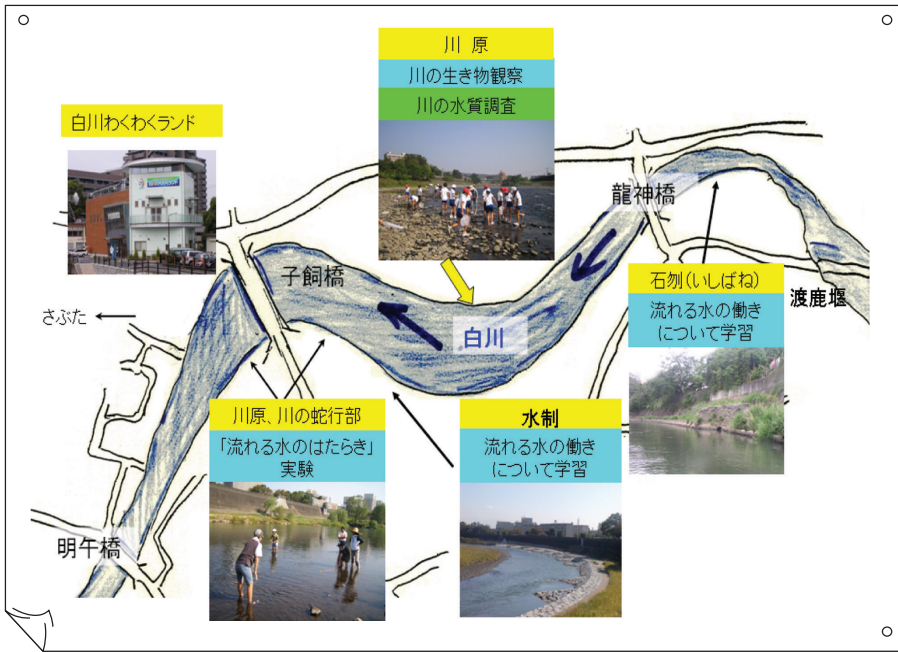 川 原
川の生き物観察
川の水質調査
白川わくわくランド
龍神橋
子飼橋
石刎(いしばね)
流れる水の働き
について学習
渡鹿堰
さぶた
白川
川原、川の蛇行部
「流れる水のはたらき」
実験
水制
流れる水の働き
について学習
明午橋